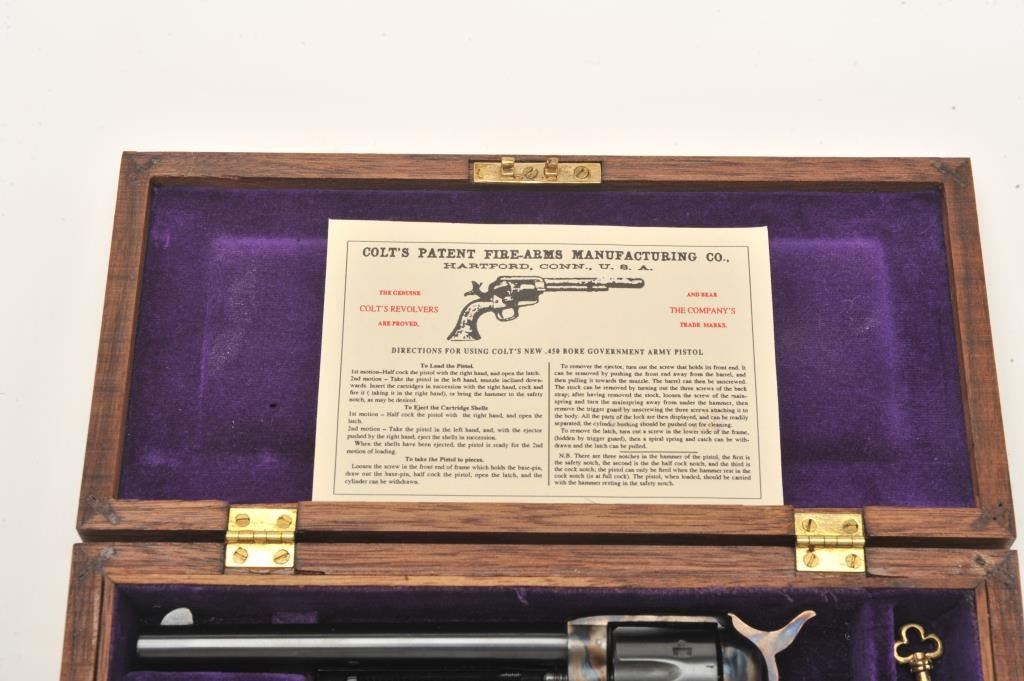 COLT'S PATENT FIRE-ARMS MANUFACTURING CO.,
HARTFORD, CONN., U. S. A.
THE GENUINE
COLT'S REVOLVERS
ARE PROVED,
AND BEAR
THE COMPANY'S
TRADE MARKS.
DIRECTIONS FOR USING COLT'S NEW .450 BORE GOVERNMENT ARMY PISTOL
To Load the Pistol.
1st motion—Half cock the pistol with the right hand, and open the latch.
2nd motion – Take the pistol in the left hand, muzzle inclined down-
wards. Insert the cartridges in succession with the right hand, cock and
fire it ( taking it in the right hand), or bring the hammer to the safety
notch, as may be desired.
To Eject the Cartridge Shells
1st motion – Half cock the pistol with the right hand, and open the
latch.
2nd motion – Take the pistol in the left hand, and, with the ejector
pushed by the right hand, eject the shells in succession.
When the shells have been ejected, the pistol is ready for the 2nd
motion of loading.
To take the Pistol to pieces.
Loosen the screw in the front end of frame which holds the base-pin,
draw out the base-pin, half cock the pistol, open the latch, and the
cylinder can be withdrawn.
To remove the ejector, turn out the screw that holds its front end. It
can be removed by pushing the front end away from the barrel, and
then pulling it towards the muzzle. The barrel can then be unscrewed.
The stock can be removed by turning out the three screws of the back
strap; after having removed the stock, loosen the screw of the main-
spring and turn the mainspring away from under the hammer, then
remove the trigger guard by unscrewing the three screws attaching it to
the body. All the parts of the lock are then displayed, and can be readily
separated; the cylinder bushing should be pushed out for cleaning.
To remove the latch, turn out a screw in the lower side of the frame,
(hidden by trigger guard), then a spiral spring and catch can be with-
drawn and the latch can be pulled.
N.B. There are three notches in the hammer of the pistol, the first is
the safety notch, the second is the half cock notch, and the third is
the cock notch; the pistol can only be fired when the hammer rest in the
cock notch (is at full cock). The pistol, when loaded, should be carried
with the hammer resting in the safety notch.